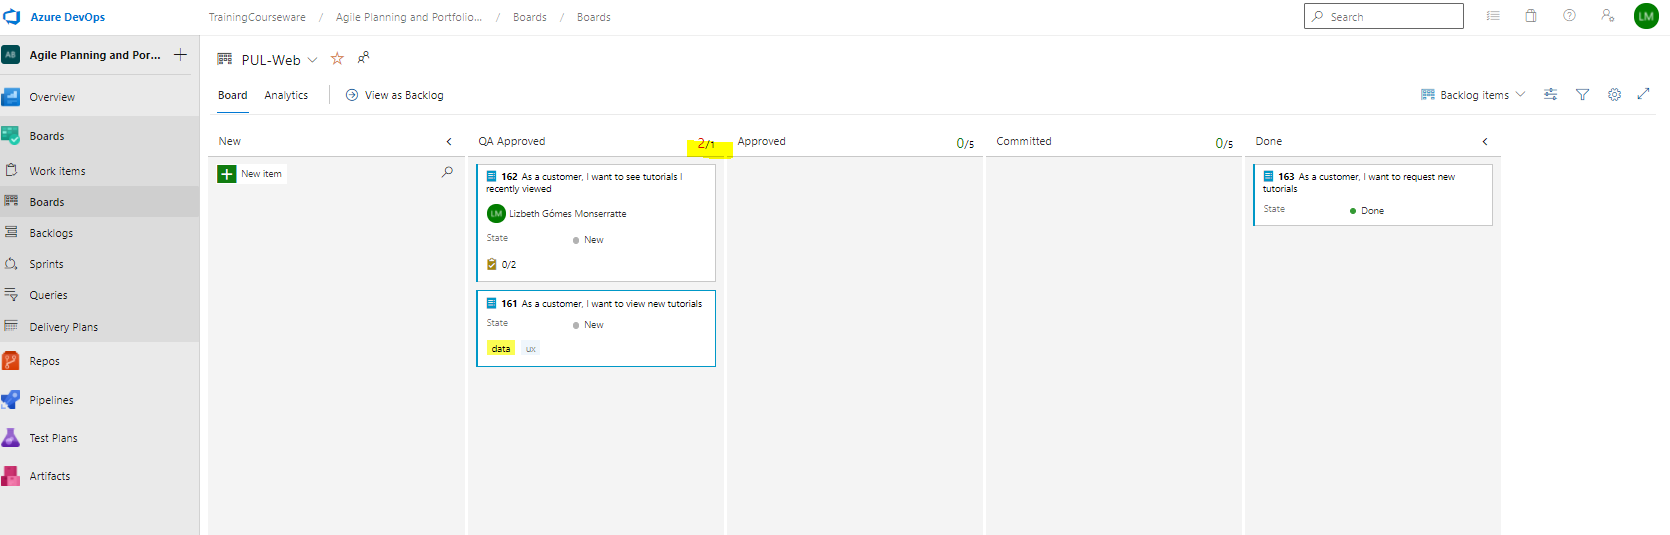 Azure DevOps
TrainingCourseware / Agile Planning and Portfolio... / Boards / Boards
Search
LM
AB
Agile Planning and Por...
Overview
Boards
Work items
Boards
Backlogs
Sprints
Queries
Delivery Plans
Repos
Pipelines
Test Plans
Artifacts
PUL-Web
Board
Analytics
View as Backlog
Backlog items
New
New item
QA Approved
2/1
162 As a customer, I want to see tutorials I
recently viewed
LM Lizbeth Gómes Monserratte
State
New
0/2
161 As a customer, I want to view new tutorials
State
New
data
ux
Approved
0/5
Committed
0/5
Done
163 As a customer, I want to request new
tutorials
State
Done